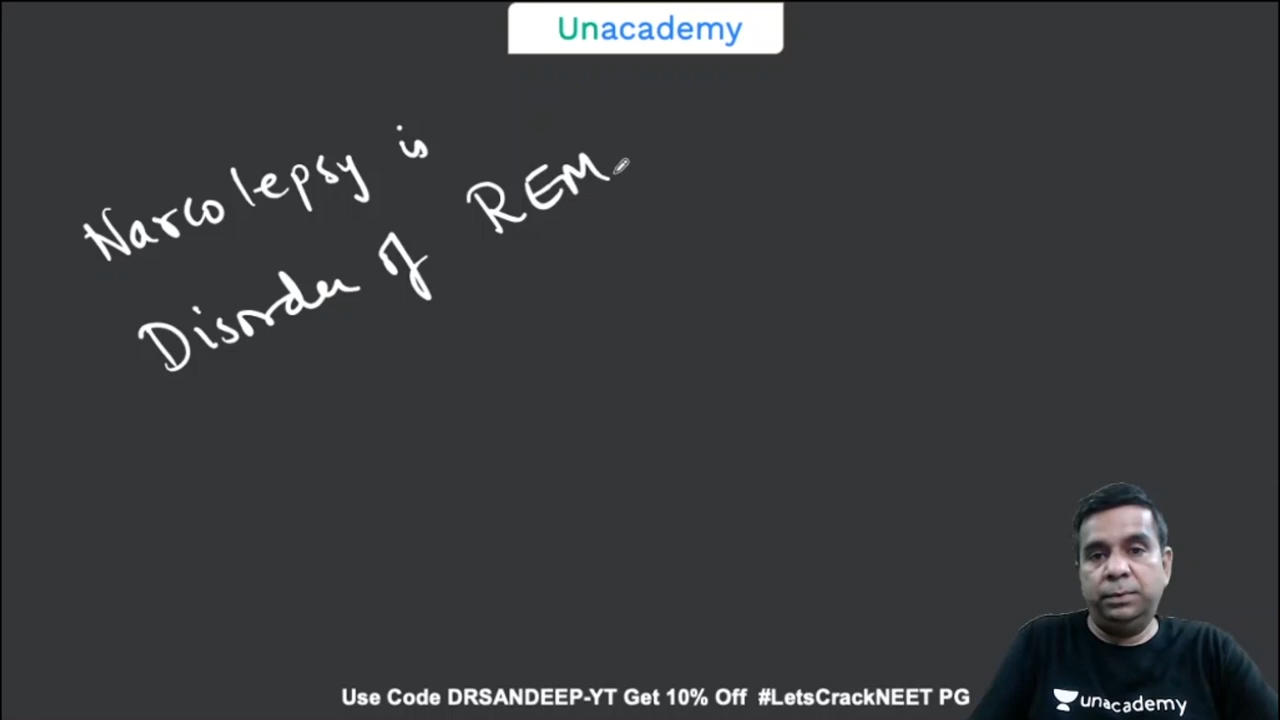 Unacademy
Narcolepsy is
Disorder of REM.
unacademy
Use Code DRSANDEEP-YT Get 10% Off #LetsCrackNEET PG